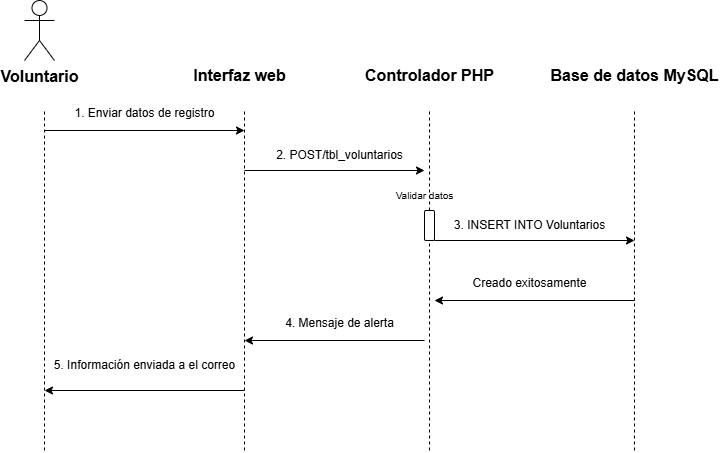 Voluntario
Interfaz web
Controlador PHP
Base de datos MySQL
1. Enviar datos de registro
2. POST/tbl_voluntarios
Validar datos
3. INSERT INTO Voluntarios
Creado exitosamente
4. Mensaje de alerta
5. Información enviada a el correo